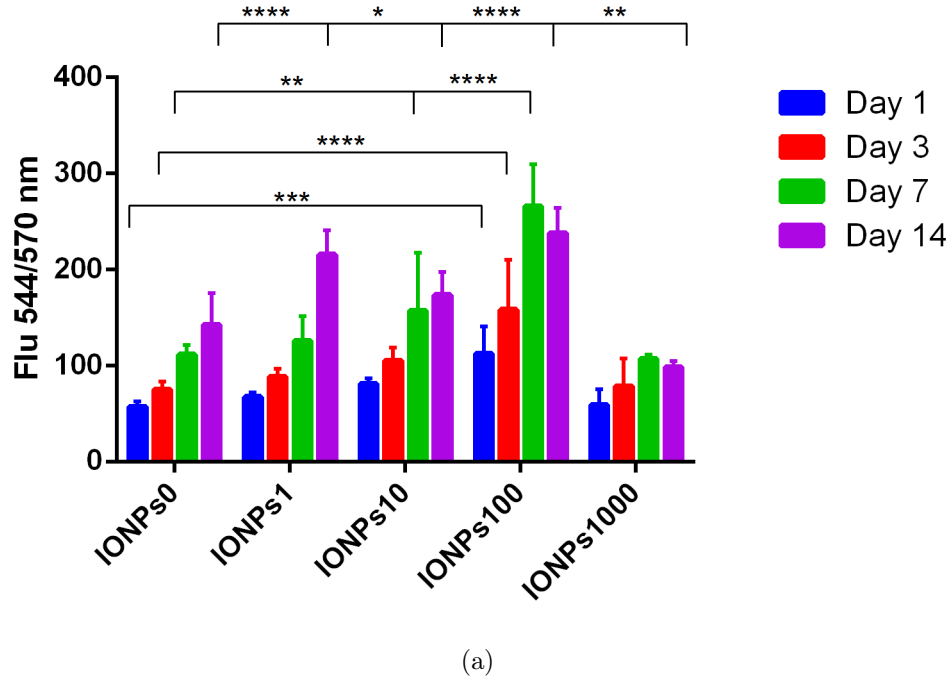 **** * **** **
400
** ****
300
****
***
200
100
0
Flu 544/570 nm
IONPs0
IONPs1
IONPs10
IONPs100
IONPs1000
Day 1
Day 3
Day 7
Day 14
(a)